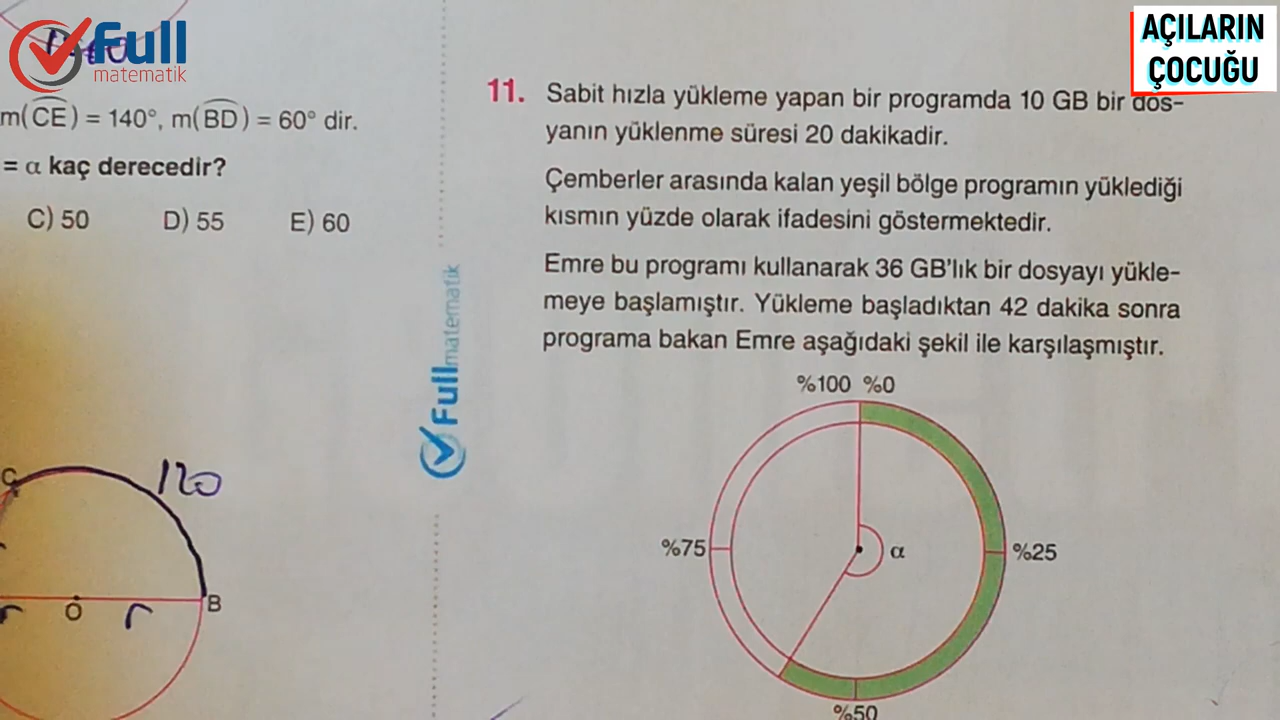 Full
matematik
AÇILARIN
ÇOCUĞU
m(CE) = 140°, m(BD) = 60° dir.
= α kaç derecedir?
C) 50 D) 55 E) 60
C
120
O
r
B
Fullmatematik
11. Sabit hızla yükleme yapan bir programda 10 GB bir dos-
yanın yüklenme süresi 20 dakikadir.
Çemberler arasında kalan yeşil bölge programın yüklediği
kısmın yüzde olarak ifadesini göstermektedir.
Emre bu programı kullanarak 36 GB'lık bir dosyayı yükle-
meye başlamıştır. Yükleme başladıktan 42 dakika sonra
programa bakan Emre aşağıdaki şekil ile karşılaşmıştır.
%100 %0
%75 α %25
%50